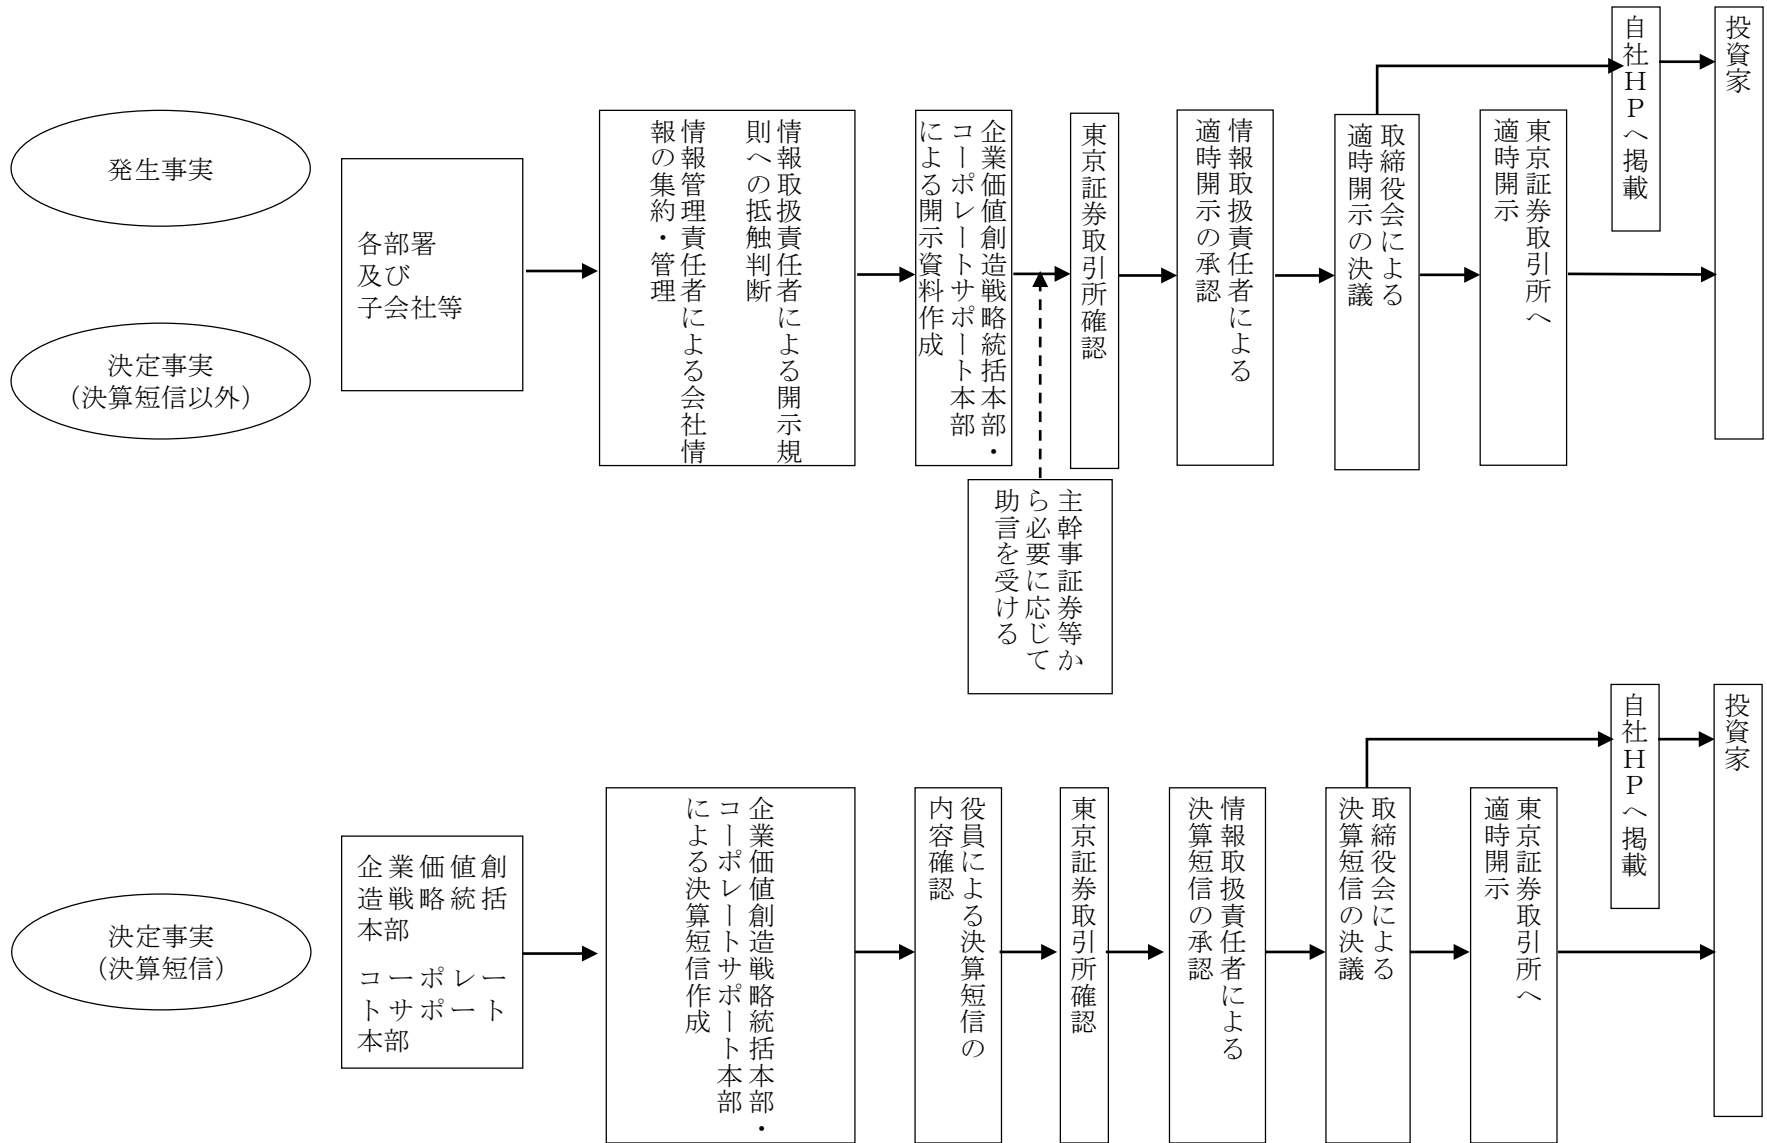 発生事実
決定事実
（決算短信以外）
各部署
及び
子会社等
情報取扱責任者による開示規
則への抵触判断
情報管理責任者による会社情
報の集約・管理
企業価値創造戦略統括本部・
コーポレートサポート本部
による開示資料作成
主幹事証券等か
ら必要に応じて
助言を受ける
東京証券取引所確認
情報取扱責任者による
適時開示の承認
取締役会による
適時開示の決議
東京証券取引所へ
適時開示
自社ＨＰへ掲載
投資家
決定事実
（決算短信）
企業価値創
造戦略統括
本部
コーポレー
トサポート
本部
企業価値創造戦略統括本部・
コーポレートサポート本部
による決算短信作成
役員による決算短信の
内容確認
東京証券取引所確認
情報取扱責任者による
決算短信の承認
取締役会による
決算短信の決議
東京証券取引所へ
適時開示
自社ＨＰへ掲載
投資家